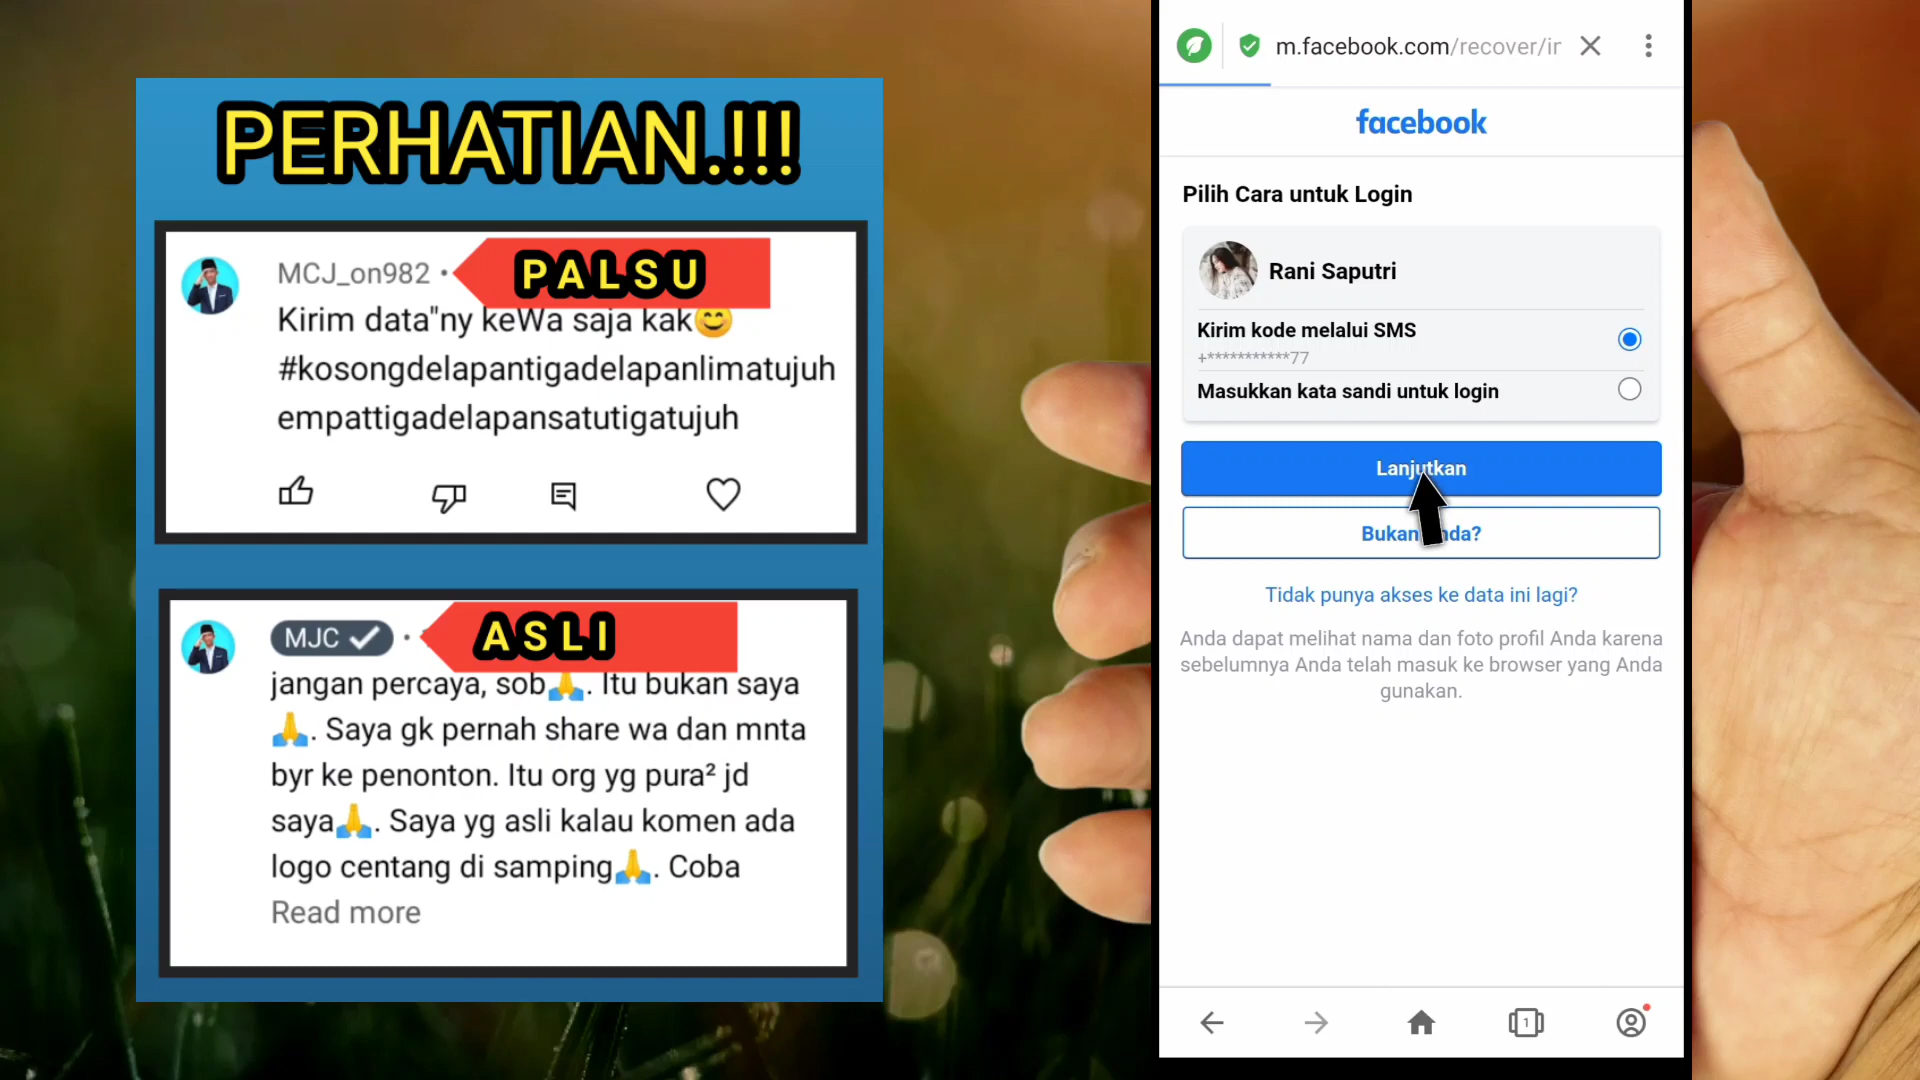 PERHATIAN.!!!
MCJ_on982 •
PALSU
Kirim data"ny keWa saja kak😊
#kosongdelapantigadelapanlimatujuh
empattigadelapansatutigatujuh
MJC ✓ •
ASLI
jangan percaya, sob🙏. Itu bukan saya
🙏. Saya gk pernah share wa dan mnta
byr ke penonton. Itu org yg pura² jd
saya🙏. Saya yg asli kalau komen ada
logo centang di samping🙏. Coba
Read more
m.facebook.com/recover/ir
facebook
Pilih Cara untuk Login
Rani Saputri
Kirim kode melalui SMS
+***********77
Masukkan kata sandi untuk login
Lanjutkan
Bukan Anda?
Tidak punya akses ke data ini lagi?
Anda dapat melihat nama dan foto profil Anda karena
sebelumnya Anda telah masuk ke browser yang Anda
gunakan.
1